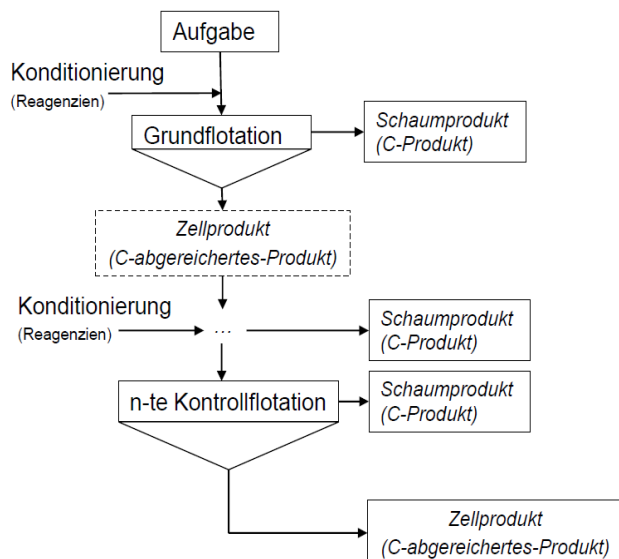 Aufgabe
Konditionierung
(Reagenzien)
Grundflotation
Schaumprodukt
(C-Produkt)
Zellprodukt
(C-abgereichertes-Produkt)
Konditionierung
(Reagenzien)
...
Schaumprodukt
(C-Produkt)
n-te Kontrollflotation
Schaumprodukt
(C-Produkt)
Zellprodukt
(C-abgereichertes-Produkt)